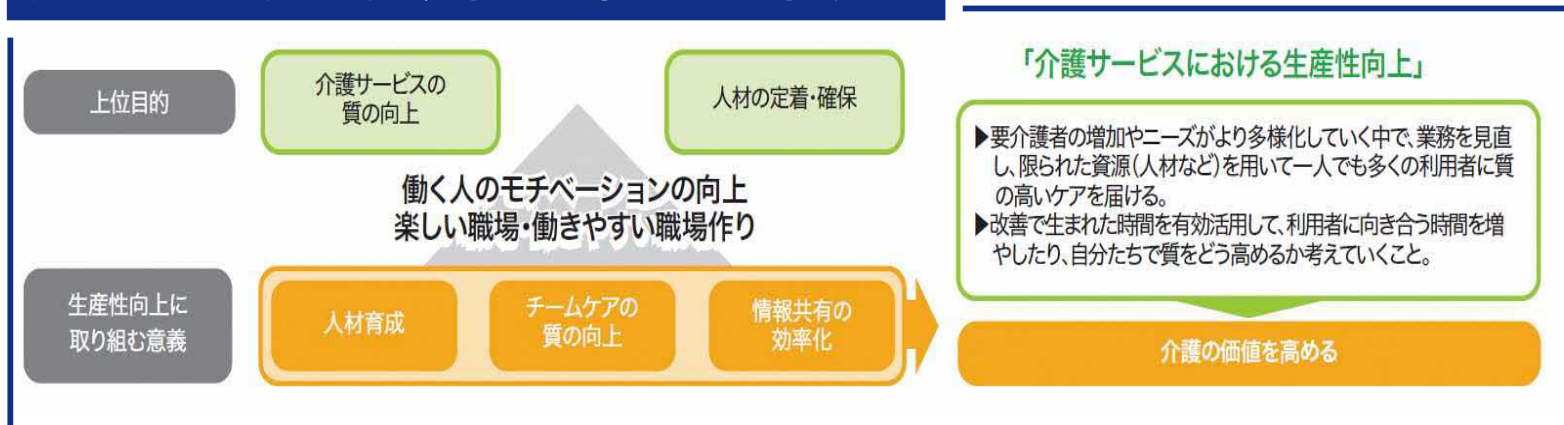 上位目的
介護サービスの
質の向上
人材の定着・確保
働く人のモチベーションの向上
楽しい職場・働きやすい職場作り
生産性向上に
取り組む意義
人材育成
チームケアの
質の向上
情報共有の
効率化
「介護サービスにおける生産性向上」
▶要介護者の増加やニーズがより多様化していく中で、業務を見直
し、限られた資源(人材など)を用いて一人でも多くの利用者に質
の高いケアを届ける。
▶改善で生まれた時間を有効活用して、利用者に向き合う時間を増
やしたり、自分たちで質をどう高めるか考えていくこと。
介護の価値を高める